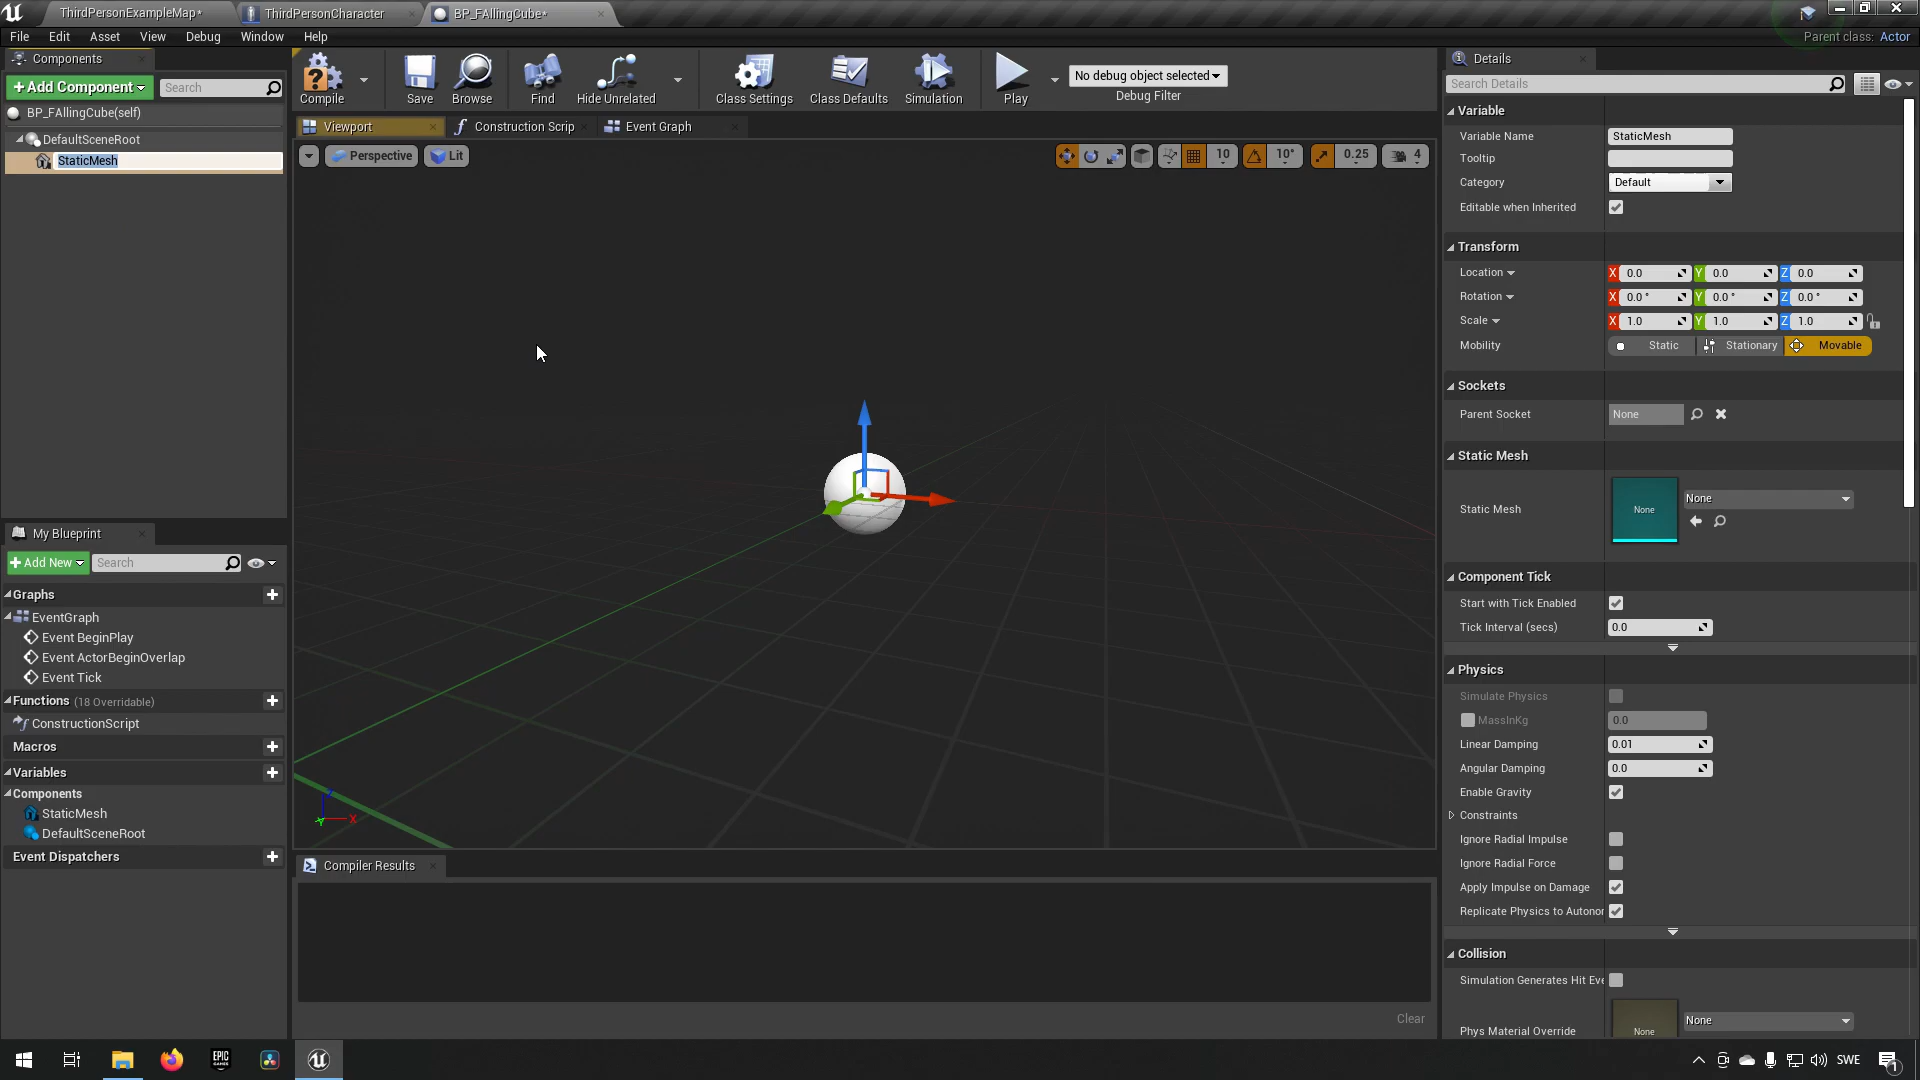 ThirdPersonExampleMap*
ThirdPersonCharacter
BP_FAllingCube*
File Edit Asset View Debug Window Help
Parent class: Actor
Components
+Add Component
Search
BP_FAllingCube(self)
DefaultSceneRoot
StaticMesh
Compile
Save
Browse
Find
Hide Unrelated
Class Settings
Class Defaults
Simulation
Play
No debug object selected
Debug Filter
Viewport
Construction Scrip
Event Graph
Perspective
Lit
10
10°
0.25
4
X
Y
My Blueprint
+Add New
Search
Graphs
EventGraph
Event BeginPlay
Event ActorBeginOverlap
Event Tick
Functions (18 Overridable)
ConstructionScript
Macros
Variables
Components
StaticMesh
DefaultSceneRoot
Event Dispatchers
Compiler Results
Clear
Details
Search Details
Variable
Variable Name StaticMesh
Tooltip
Category Default
Editable when Inherited
Transform
Location X 0.0 Y 0.0 Z 0.0
Rotation X 0.0 ° Y 0.0 ° Z 0.0 °
Scale X 1.0 Y 1.0 Z 1.0
Mobility Static Stationary Movable
Sockets
Parent Socket None
Static Mesh
Static Mesh None None
Component Tick
Start with Tick Enabled
Tick Interval (secs) 0.0
Physics
Simulate Physics
MassInKg 0.0
Linear Damping 0.01
Angular Damping 0.0
Enable Gravity
Constraints
Ignore Radial Impulse
Ignore Radial Force
Apply Impulse on Damage
Replicate Physics to Autonor
Collision
Simulation Generates Hit Eve
Phys Material Override None None
EPIC
GAMES
SWE
1